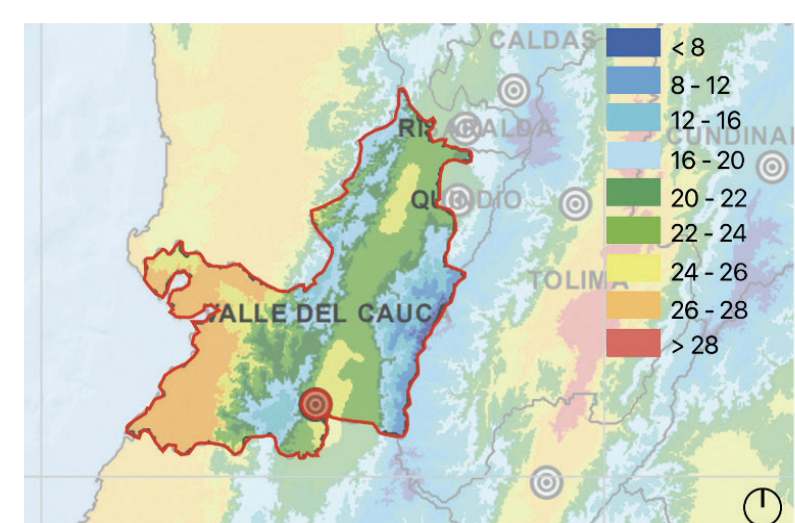 CALDAS
< 8
8 - 12
RISARALDA
12 - 16
CUNDINAI
16 - 20
QUINDIO
20 - 22
22 - 24
24 - 26
TOLIMA
26 - 28
VALLE DEL CAUCA
> 28